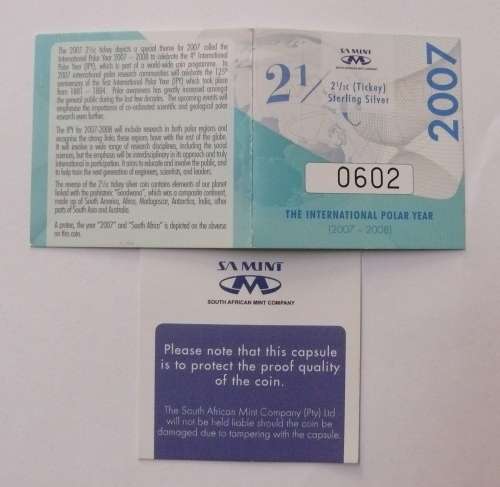 The 2007 2½c tickey depicts a special theme for 2007 called the
International Polar Year 2007 - 2008 to celebrate the 4th International
Polar Year (IPY), which is part of a world-wide coin programme. In
2007 international polar research communities will celebrate the 125th
anniversary of the first International Polar Year (IPY) which took place
from 1881 - 1884. Polar awareness has greatly increased amongst
the general public during the last few decades. The upcoming events will
emphasise the importance of co-ordinated scientific and geological polar
research even further.
The IPY for 2007-2008 will include research in both polar regions and
recognise the strong links these regions have with the rest of the globe.
It will involve a wide range of research disciplines, including the social
sciences, but the emphasis will be interdisciplinary in its approach and truly
international in participation. It aims to educate and involve the public, and
to help train the next generation of engineers, scientists, and leaders.
The reverse of the 2½c tickey silver coin contains elements of our planet
linked with the prehistoric "Gondwana", which was a composite continent,
made up of South America, Africa, Madagascar, Antarctica, India, other
parts of South Asia and Australia.
A protea, the year "2007" and "South Africa" is depicted on the obverse
on this coin.
SA MINT
SOUTH AFRICAN MINT COMPANY
2½
2½c (Tickey)
Sterling Silver
2007
0602
THE INTERNATIONAL POLAR YEAR
(2007 - 2008)
SA MINT
SOUTH AFRICAN MINT COMPANY
Please note that this capsule
is to protect the proof quality
of the coin.
The South African Mint Company (Pty) Ltd
will not be held liable should the coin be
damaged due to tampering with the capsule.